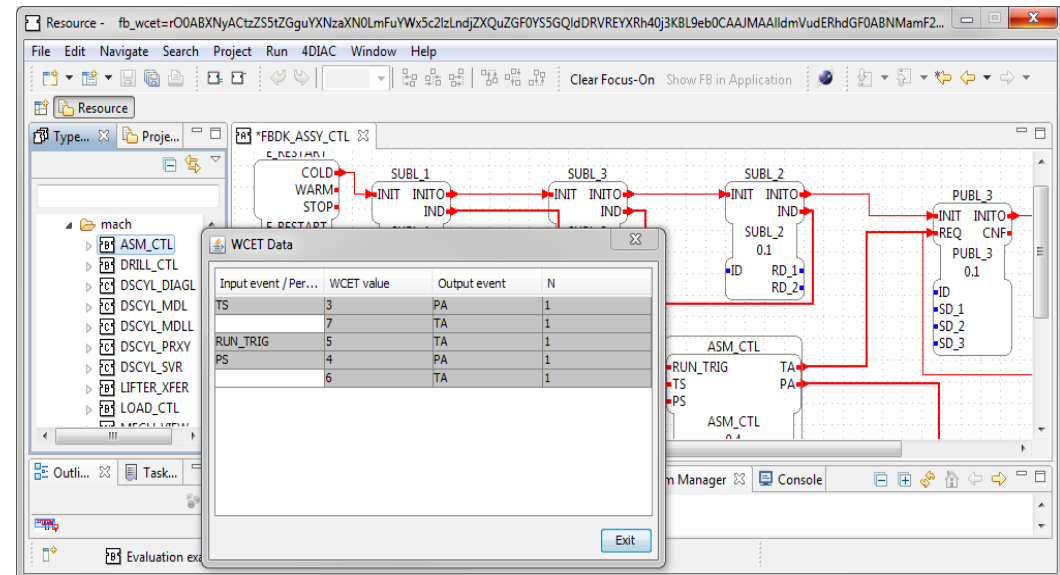 Resource - fb_wcet=rO0ABXNyACtzZS5tZGguYXNzaXN0LmFuYWx5c2lzLndjZXQuZGF0YS5GQldDRVREYXRh40j3KBL9eb0CAAJMAAlldmVudERhdGF0ABNMamF2...
File Edit Navigate Search Project Run 4DIAC Window Help
Clear Focus-On Show FB in Application
Resource
Type... Proje... *FBDK_ASSY_CTL
E_RESTART
COLD SUBL_1 SUBL_3 SUBL_2
WARM INIT INITO INIT INITO INIT INITO PUBL_3
STOP IND IND IND INIT INITO
mach E_RESTART SUBL_2 REQ CNF
ASM_CTL WCET Data 0.1 PUBL_3
DRILL_CTL ID RD_1 0.1
DSCYL_DIAGL Input event / Per... WCET value Output event N RD_2 ID
DSCYL_MDL TS 3 PA 1 SD_1
7 TA 1 SD_2
DSCYL_MDLL RUN_TRIG 5 TA 1 ASM_CTL SD_3
DSCYL_PRXY PS 4 PA 1 RUN_TRIG TA
DSCYL_SVR 6 TA 1 TS PA
LIFTER_XFER PS
LOAD_CTL ASM_CTL
Outli... Task... m Manager Console
Exit
Evaluation exa